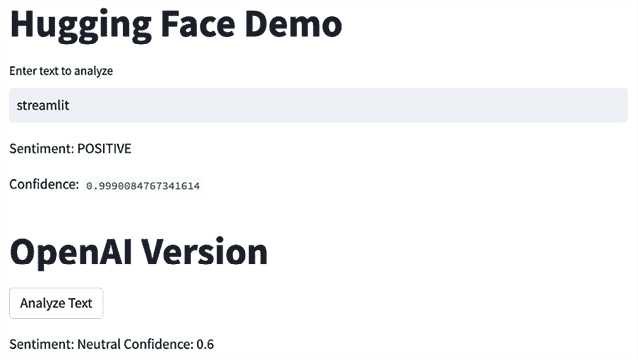 Hugging Face Demo
Enter text to analyze
streamlit
Sentiment: POSITIVE
Confidence: 0.9990084767341614
OpenAI Version
Analyze Text
Sentiment: Neutral Confidence: 0.6